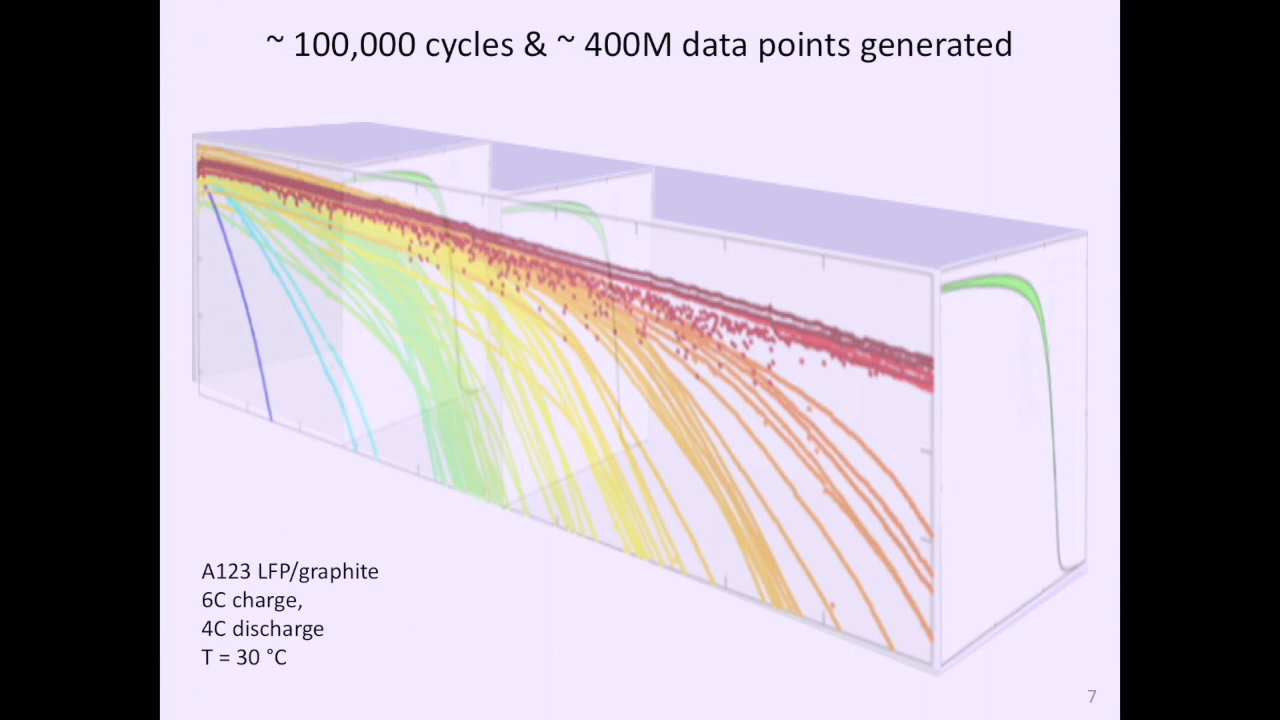 ~ 100,000 cycles & ~ 400M data points generated
A123 LFP/graphite
6C charge,
4C discharge
T = 30 °C
7